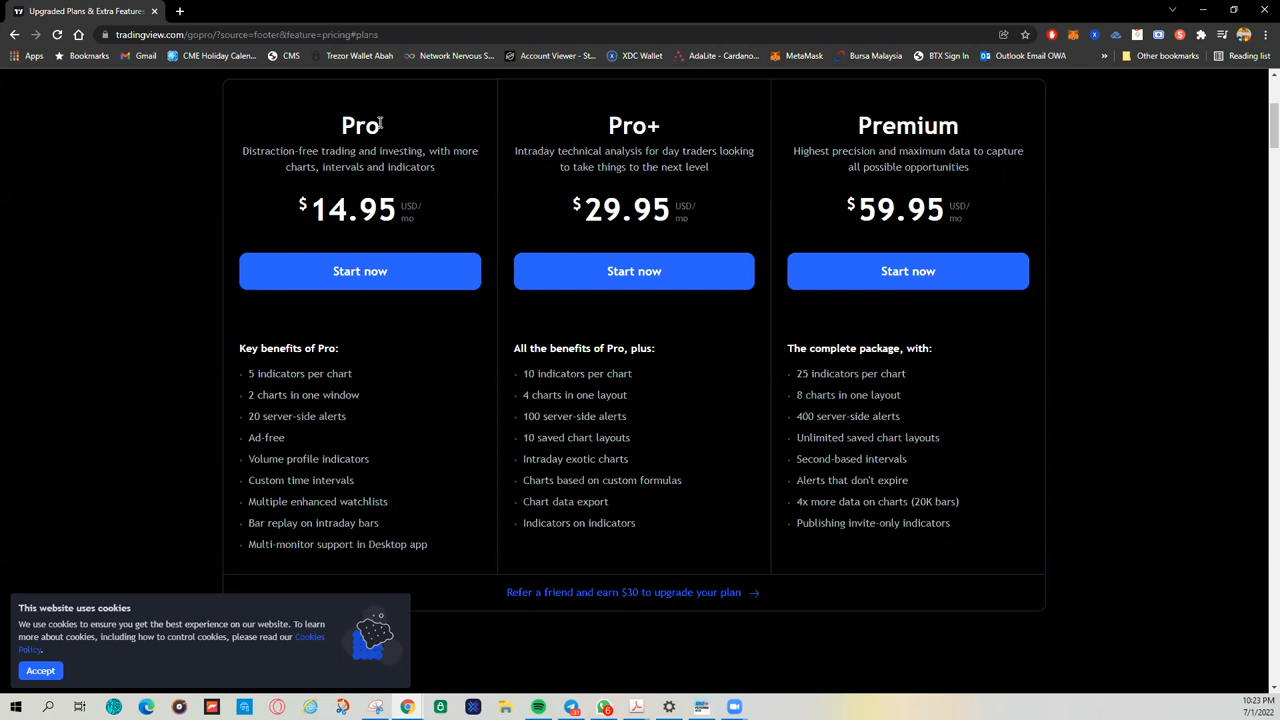 Upgraded Plans & Extra Features
tradingview.com/gopro/?source=footer&feature=pricing#plans
Apps
Bookmarks
Gmail
CME Holiday Calen...
CMS
Trezor Wallet Abah
Network Nervous S...
Account Viewer - St...
XDC Wallet
AdaLite - Cardano...
MetaMask
Bursa Malaysia
BTX Sign In
Outlook Email OWA
»
Other bookmarks
Reading list
Pro
Distraction-free trading and investing, with more
charts, intervals and indicators
$14.95 USD/
mo
Start now
Key benefits of Pro:
· 5 indicators per chart
· 2 charts in one window
· 20 server-side alerts
· Ad-free
· Volume profile indicators
· Custom time intervals
· Multiple enhanced watchlists
· Bar replay on intraday bars
· Multi-monitor support in Desktop app
Pro+
Intraday technical analysis for day traders looking
to take things to the next level
$29.95 USD/
mo
Start now
All the benefits of Pro, plus:
· 10 indicators per chart
· 4 charts in one layout
· 100 server-side alerts
· 10 saved chart layouts
· Intraday exotic charts
· Charts based on custom formulas
· Chart data export
· Indicators on indicators
Premium
Highest precision and maximum data to capture
all possible opportunities
$59.95 USD/
mo
Start now
The complete package, with:
· 25 indicators per chart
· 8 charts in one layout
· 400 server-side alerts
· Unlimited saved chart layouts
· Second-based intervals
· Alerts that don't expire
· 4x more data on charts (20K bars)
· Publishing invite-only indicators
Refer a friend and earn $30 to upgrade your plan →
This website uses cookies
We use cookies to ensure you get the best experience on our website. To learn
more about cookies, including how to control cookies, please read our Cookies
Policy.
Accept
10:23 PM
7/1/2022